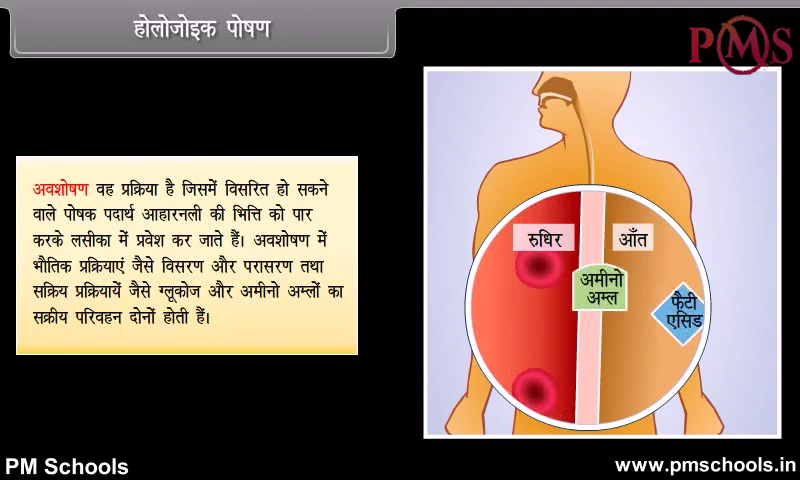 होलोजोइक पोषण
PMS
अवशोषण वह प्रक्रिया है जिसमें विसरित हो सकने
वाले पोषक पदार्थ आहारनली की भित्ति को पार
करके लसीका में प्रवेश कर जाते हैं। अवशोषण में
भौतिक प्रक्रियाएं जैसे विसरण और परासरण तथा
सक्रिय प्रक्रियायें जैसे ग्लूकोज और अमीनो अम्लों का
सक्रीय परिवहन दोनों होती हैं।
रुधिर
आँत
अमीनो
अम्ल
फैटी
एसिड
PM Schools
www.pmschools.in